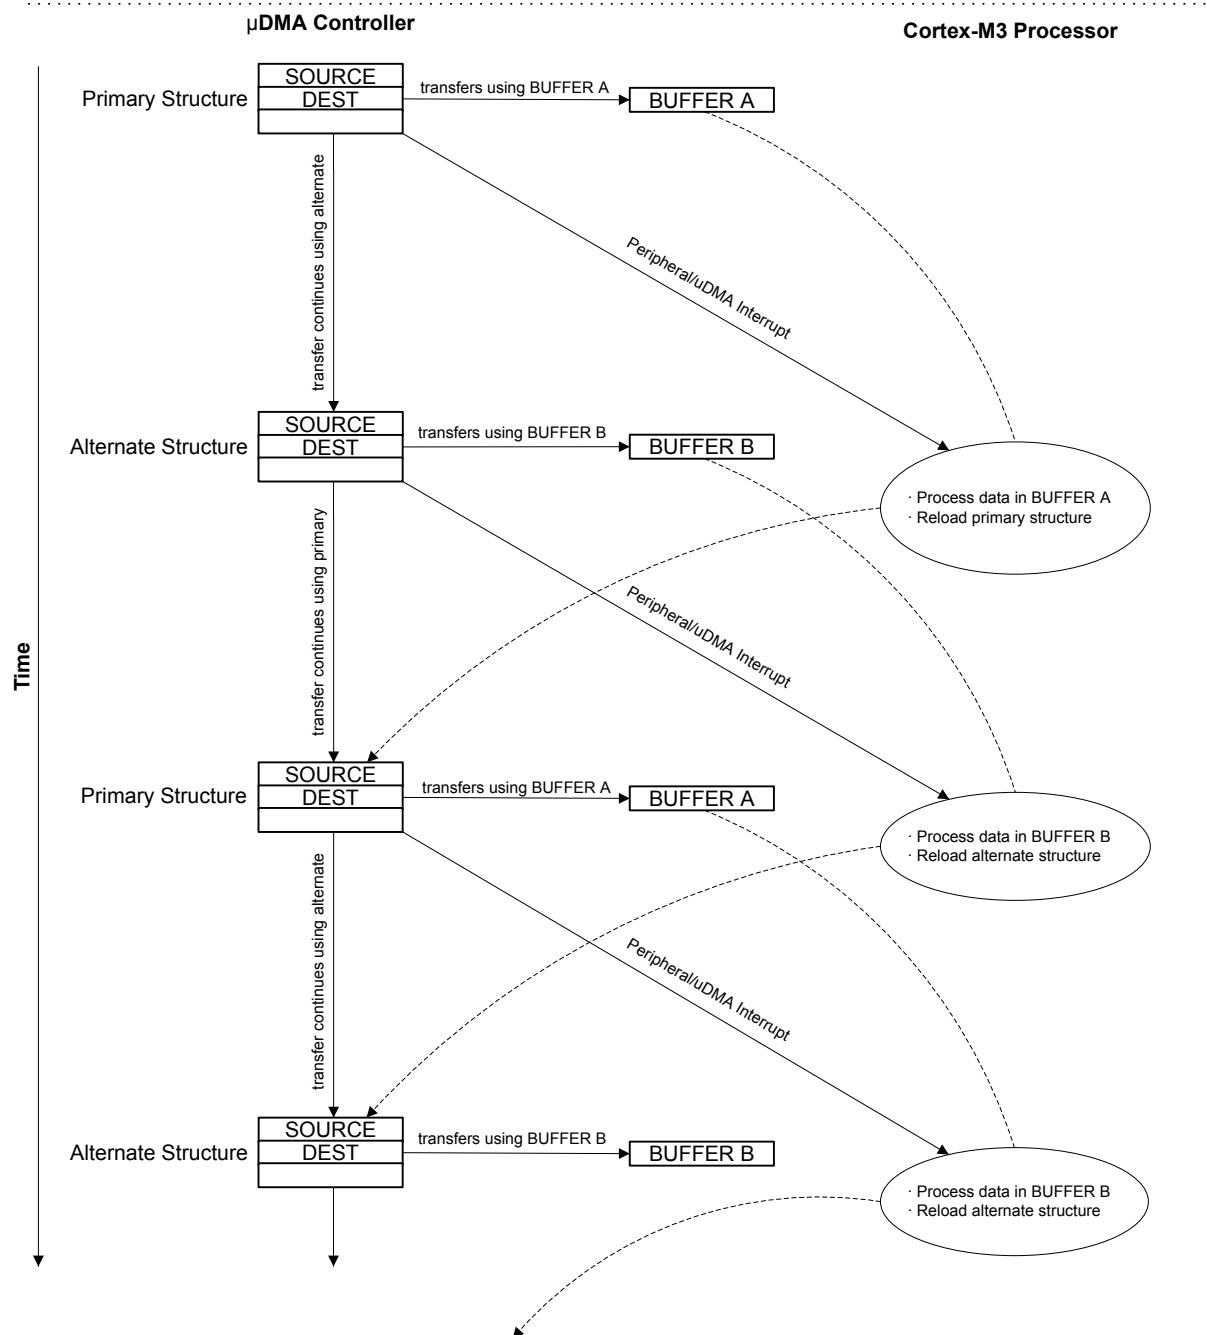 µDMA Controller
Cortex-M3 Processor
SOURCE
Primary Structure
DEST
transfers using BUFFER A
BUFFER A
transfer continues using alternate
Peripheral/uDMA Interrupt
SOURCE
Alternate Structure
DEST
transfers using BUFFER B
BUFFER B
· Process data in BUFFER A
· Reload primary structure
transfer continues using primary
Peripheral/uDMA Interrupt
Time
SOURCE
Primary Structure
DEST
transfers using BUFFER A
BUFFER A
· Process data in BUFFER B
· Reload alternate structure
transfer continues using alternate
Peripheral/uDMA Interrupt
SOURCE
Alternate Structure
DEST
transfers using BUFFER B
BUFFER B
· Process data in BUFFER B
· Reload alternate structure